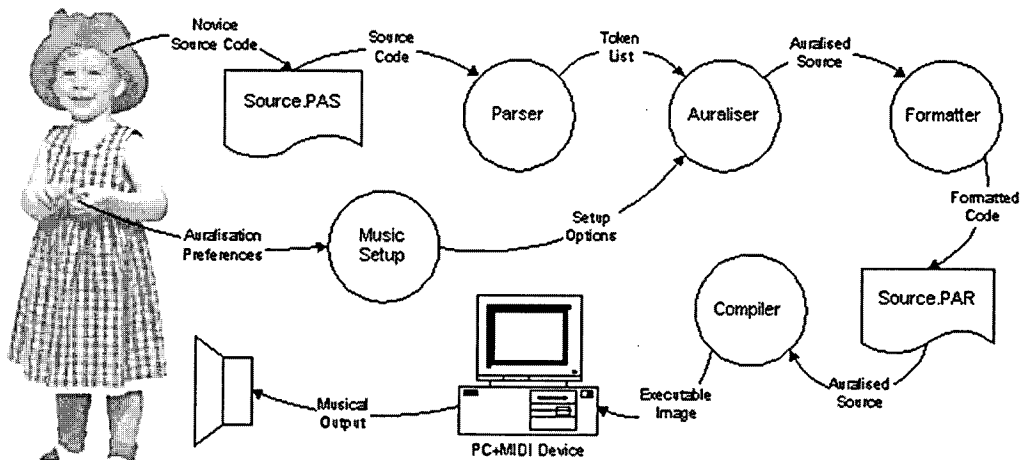 Novice
Source Code
Source.PAS
Source
Code
Parser
Token
List
Auraliser
Auralised
Source
Formatter
Formatted
Code
Source.PAR
Auralisation
Preferences
Music
Setup
Setup
Options
Compiler
Auralised
Source
Executable
Image
PC+MIDI Device
Musical
Output